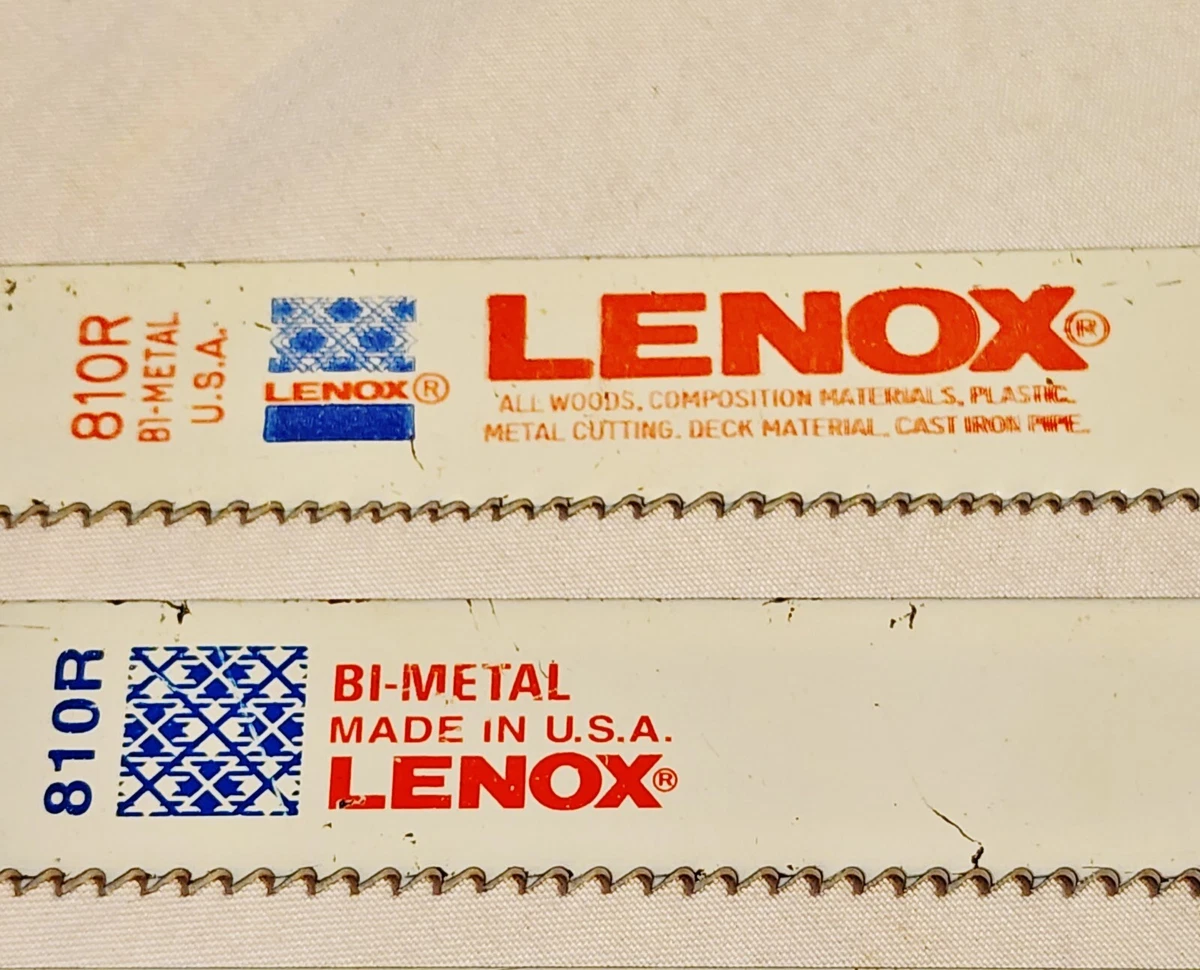 810R
BI-METAL
U.S.A.
LENOX®
LENOX®
ALL WOODS, COMPOSITION MATERIALS, PLASTIC.
METAL CUTTING. DECK MATERIAL. CAST IRON PIPE.
810R
BI-METAL
MADE IN U.S.A.
LENOX®